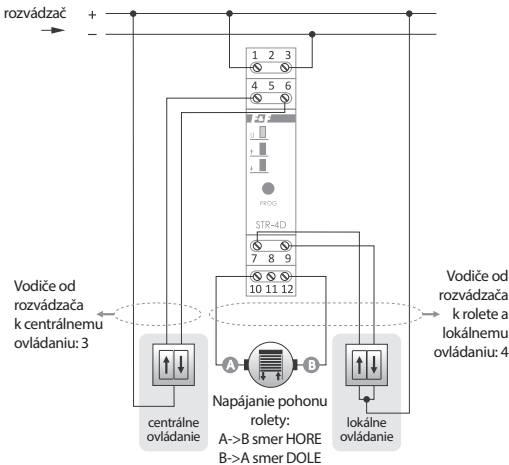 rozvádzač
+
−
1 2 3
4 5 6
F&F
U
↑
↓
PROG
STR-4D
7 8 9
10 11 12
Vodiče od
rozvádzača
k centrálnemu
ovládaniu: 3
Vodiče od
rozvádzača
k rolete a
lokálnemu
ovládaniu: 4
A
B
centrálne
ovládanie
Napájanie pohonu
rolety:
A->B smer HORE
B->A smer DOLE
lokálne
ovládanie